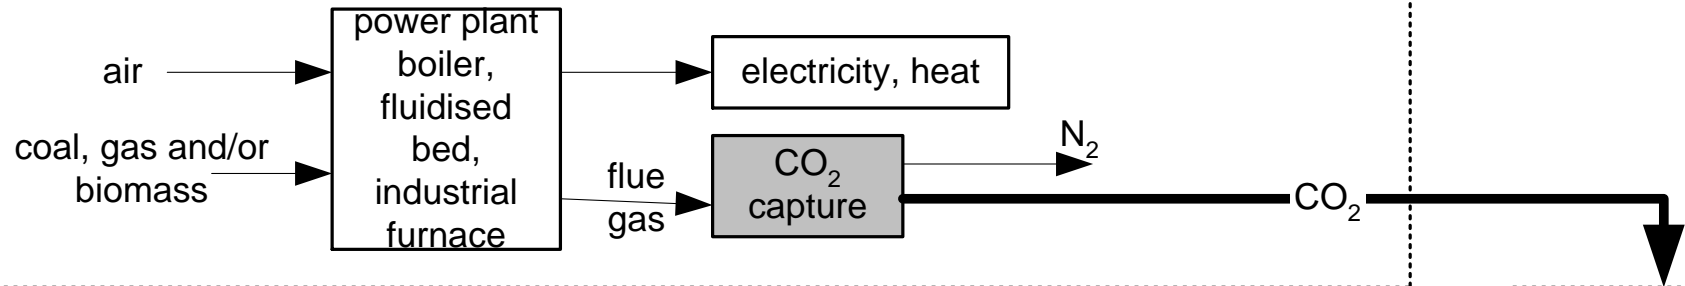 air
coal, gas and/or
biomass
power plant
boiler,
fluidised
bed,
industrial
furnace
electricity, heat
flue
gas
CO₂
capture
N₂
CO₂